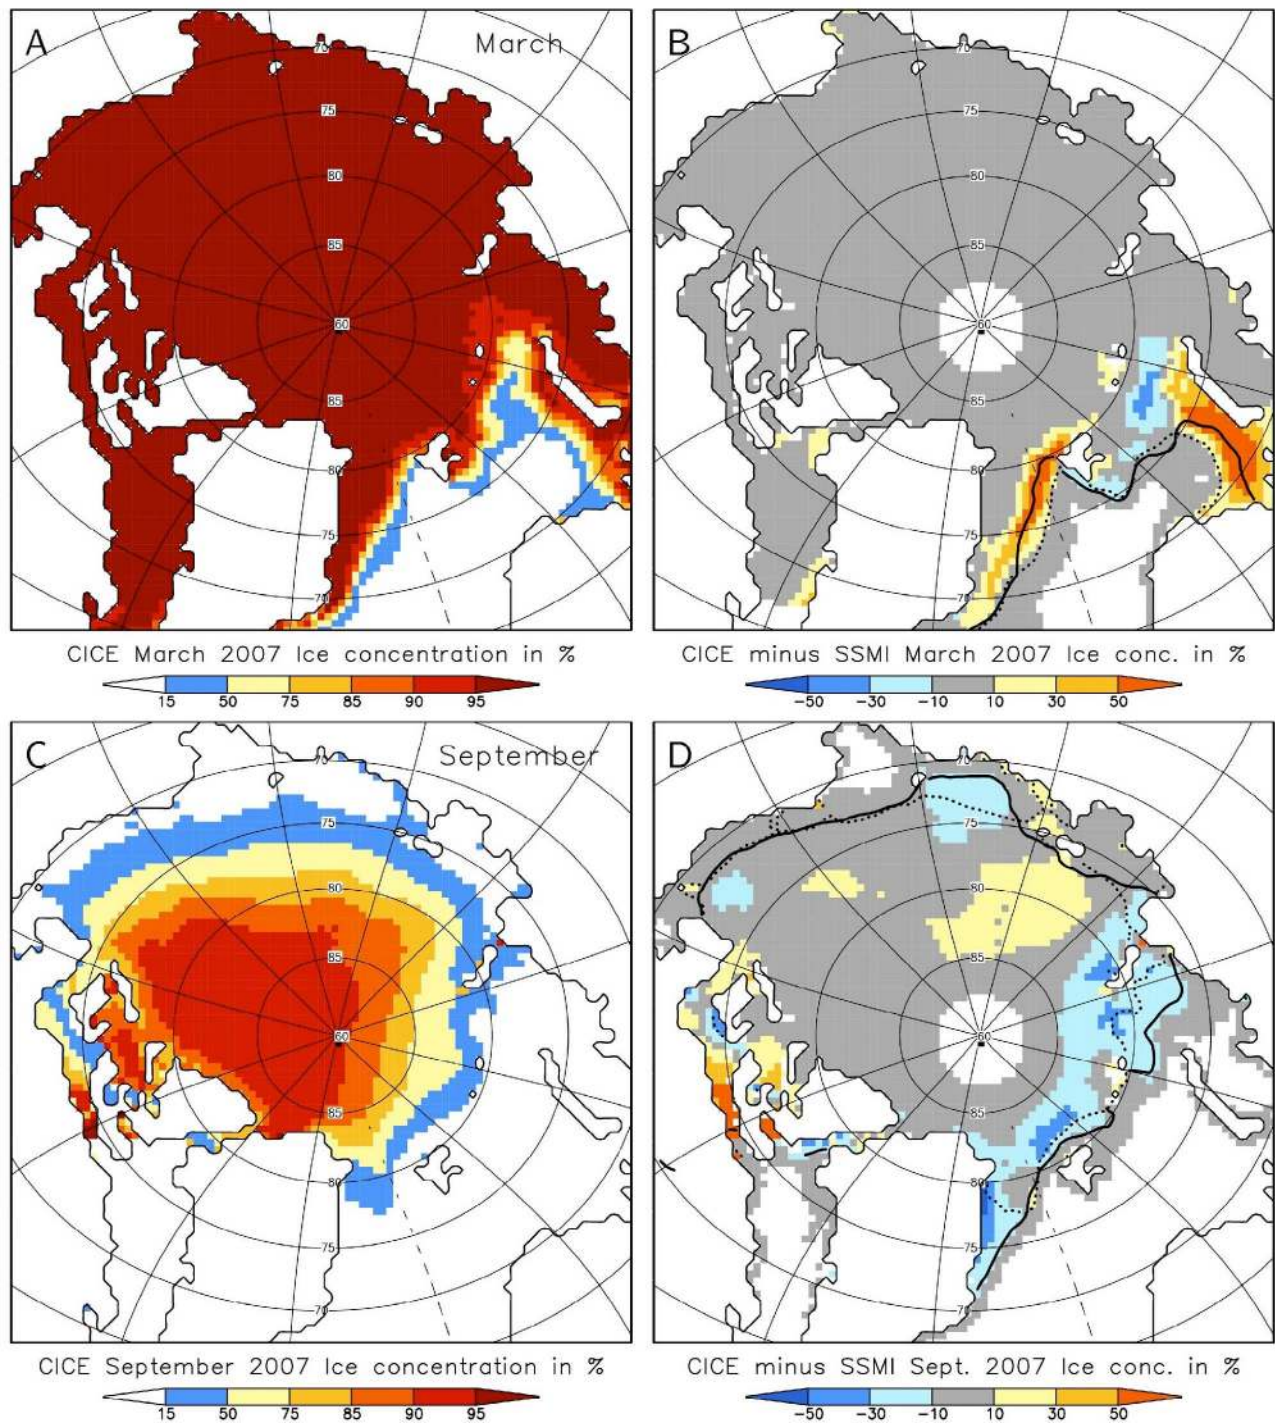 A
March
70
75
80
85
60
85
80
75
70
CICE March 2007 Ice concentration in %
15 50 75 85 90 95
B
70
75
80
85
60
85
80
75
70
CICE minus SSMI March 2007 Ice conc. in %
-50 -30 -10 10 30 50
C
September
70
75
80
85
60
85
80
75
70
CICE September 2007 Ice concentration in %
15 50 75 85 90 95
D
70
75
80
85
60
85
80
75
70
CICE minus SSMI Sept. 2007 Ice conc. in %
-50 -30 -10 10 30 50